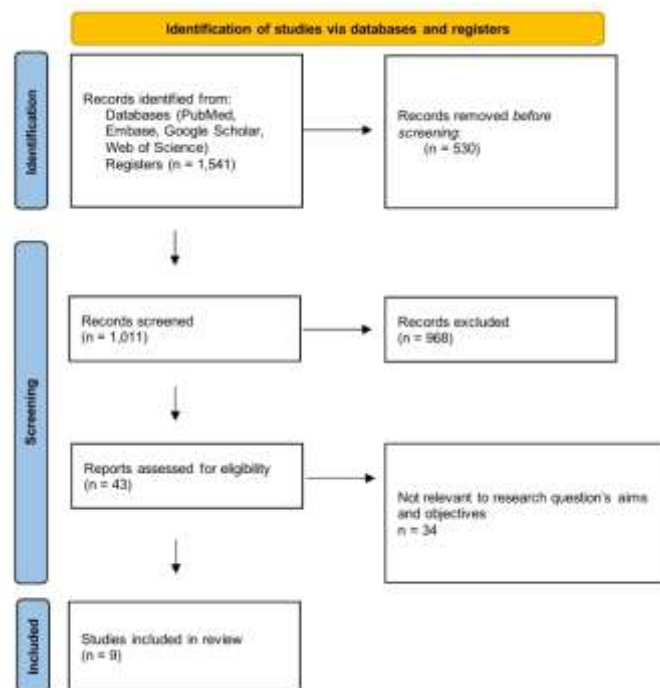 Identification of studies via databases and registers
Identification
Records identified from:
Databases (PubMed,
Embase, Google Scholar,
Web of Science)
Registers (n = 1,541)
Records removed before
screening:
(n = 530)
Screening
Records screened
(n = 1,011)
Records excluded
(n = 968)
Reports assessed for eligibility
(n = 43)
Not relevant to research question's aims
and objectives
n = 34
Included
Studies included in review
(n = 9)